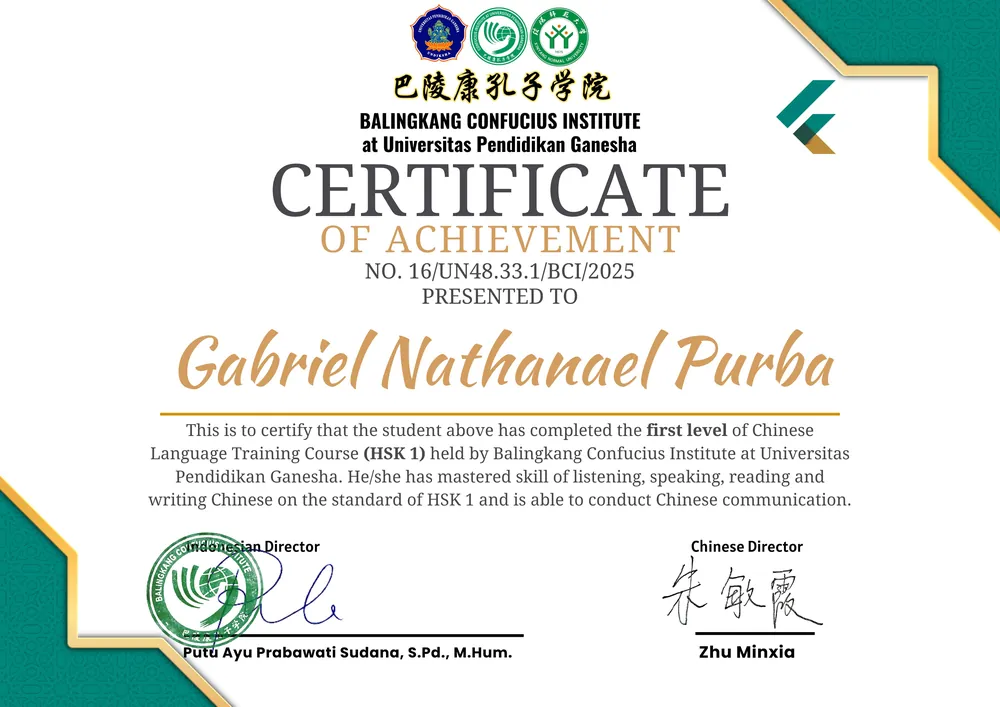 巴陵康孔子学院
BALINGKANG CONFUCIUS INSTITUTE
at Universitas Pendidikan Ganesha
CERTIFICATE
OF ACHIEVEMENT
NO. 16/UN48.33.1/BCI/2025
PRESENTED TO
Gabriel Nathanael Purba
This is to certify that the student above has completed the first level of Chinese
Language Training Course (HSK 1) held by Balingkang Confucius Institute at Universitas
Pendidikan Ganesha. He/she has mastered skill of listening, speaking, reading and
writing Chinese on the standard of HSK 1 and is able to conduct Chinese communication.
Indonesian Director
Chinese Director
BALINGKANG CONFUCIUS INSTITUTE
朱敏霞
Putu Ayu Prabawati Sudana, S.Pd., M.Hum.
Zhu Minxia